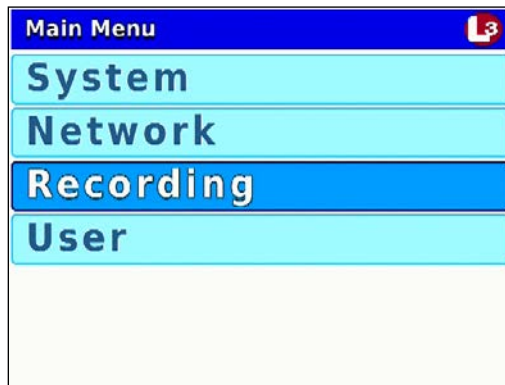 Main Menu
L3
System
Network
Recording
User